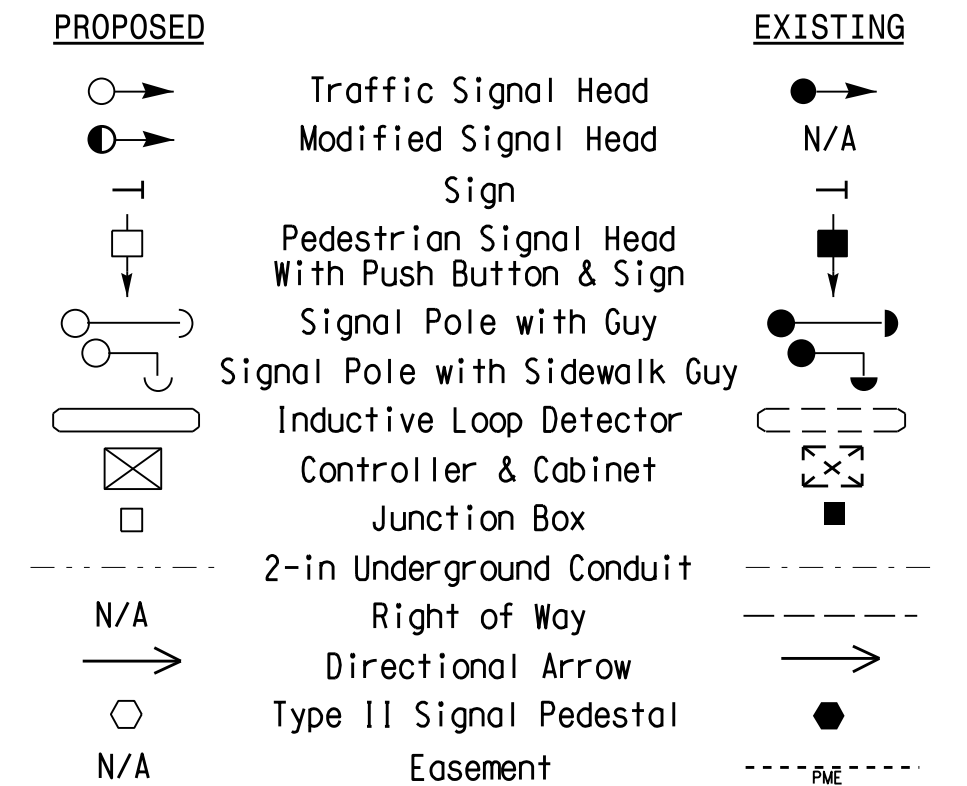 PROPOSED EXISTING
Traffic Signal Head
Modified Signal Head N/A
Sign
Pedestrian Signal Head
With Push Button & Sign
Signal Pole with Guy
Signal Pole with Sidewalk Guy
Inductive Loop Detector
Controller & Cabinet
Junction Box
2-in Underground Conduit
N/A Right of Way
Directional Arrow
Type II Signal Pedestal
N/A Easement
PME